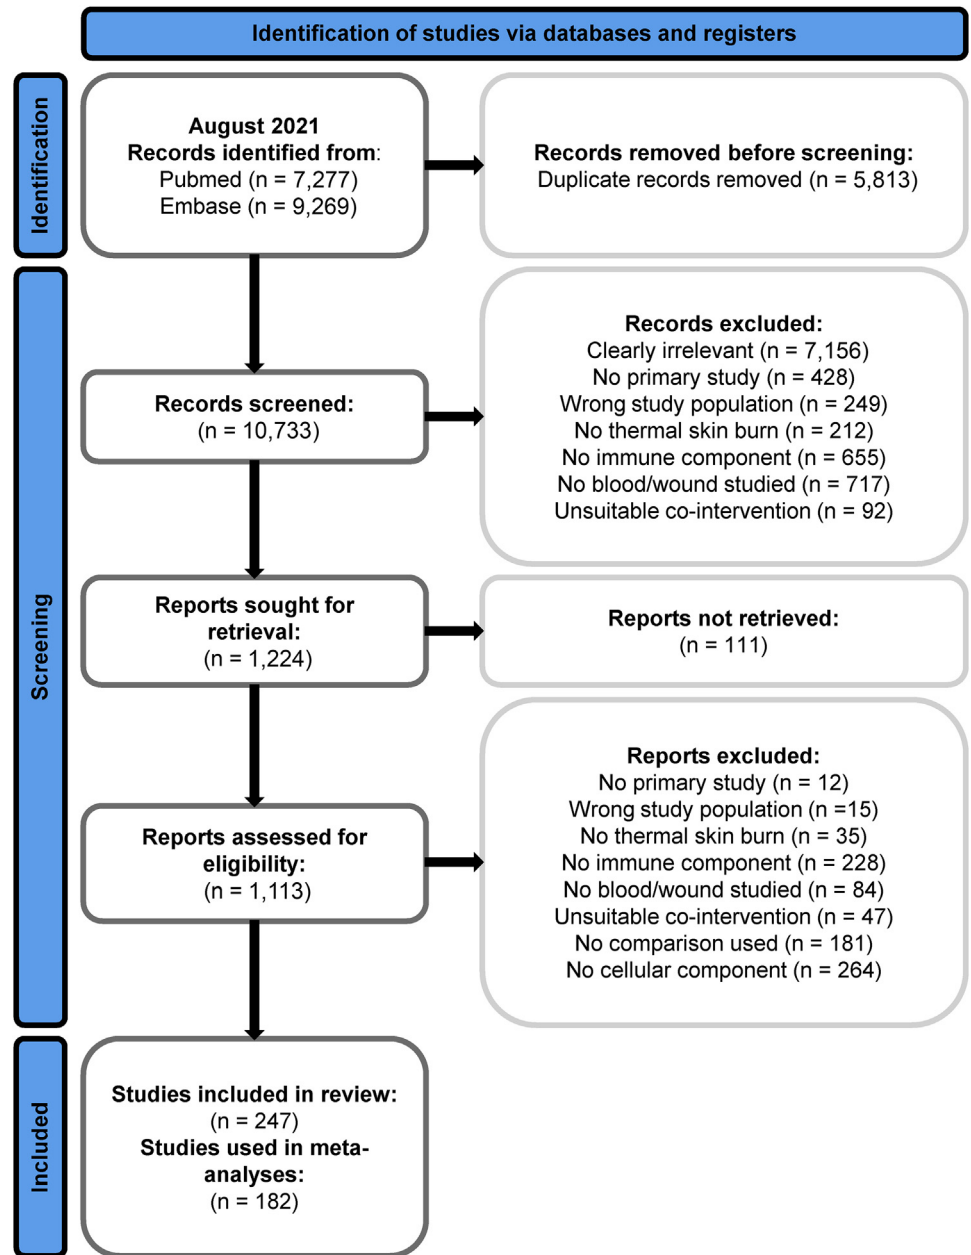 Identification of studies via databases and registers
Identification
August 2021
Records identified from:
Pubmed (n = 7,277)
Embase (n = 9,269)
Records removed before screening:
Duplicate records removed (n = 5,813)
Screening
Records screened:
(n = 10,733)
Records excluded:
Clearly irrelevant (n = 7,156)
No primary study (n = 428)
Wrong study population (n = 249)
No thermal skin burn (n = 212)
No immune component (n = 655)
No blood/wound studied (n = 717)
Unsuitable co-intervention (n = 92)
Reports sought for
retrieval:
(n = 1,224)
Reports not retrieved:
(n = 111)
Reports assessed for
eligibility:
(n = 1,113)
Reports excluded:
No primary study (n = 12)
Wrong study population (n =15)
No thermal skin burn (n = 35)
No immune component (n = 228)
No blood/wound studied (n = 84)
Unsuitable co-intervention (n = 47)
No comparison used (n = 181)
No cellular component (n = 264)
Included
Studies included in review:
(n = 247)
Studies used in meta-
analyses:
(n = 182)